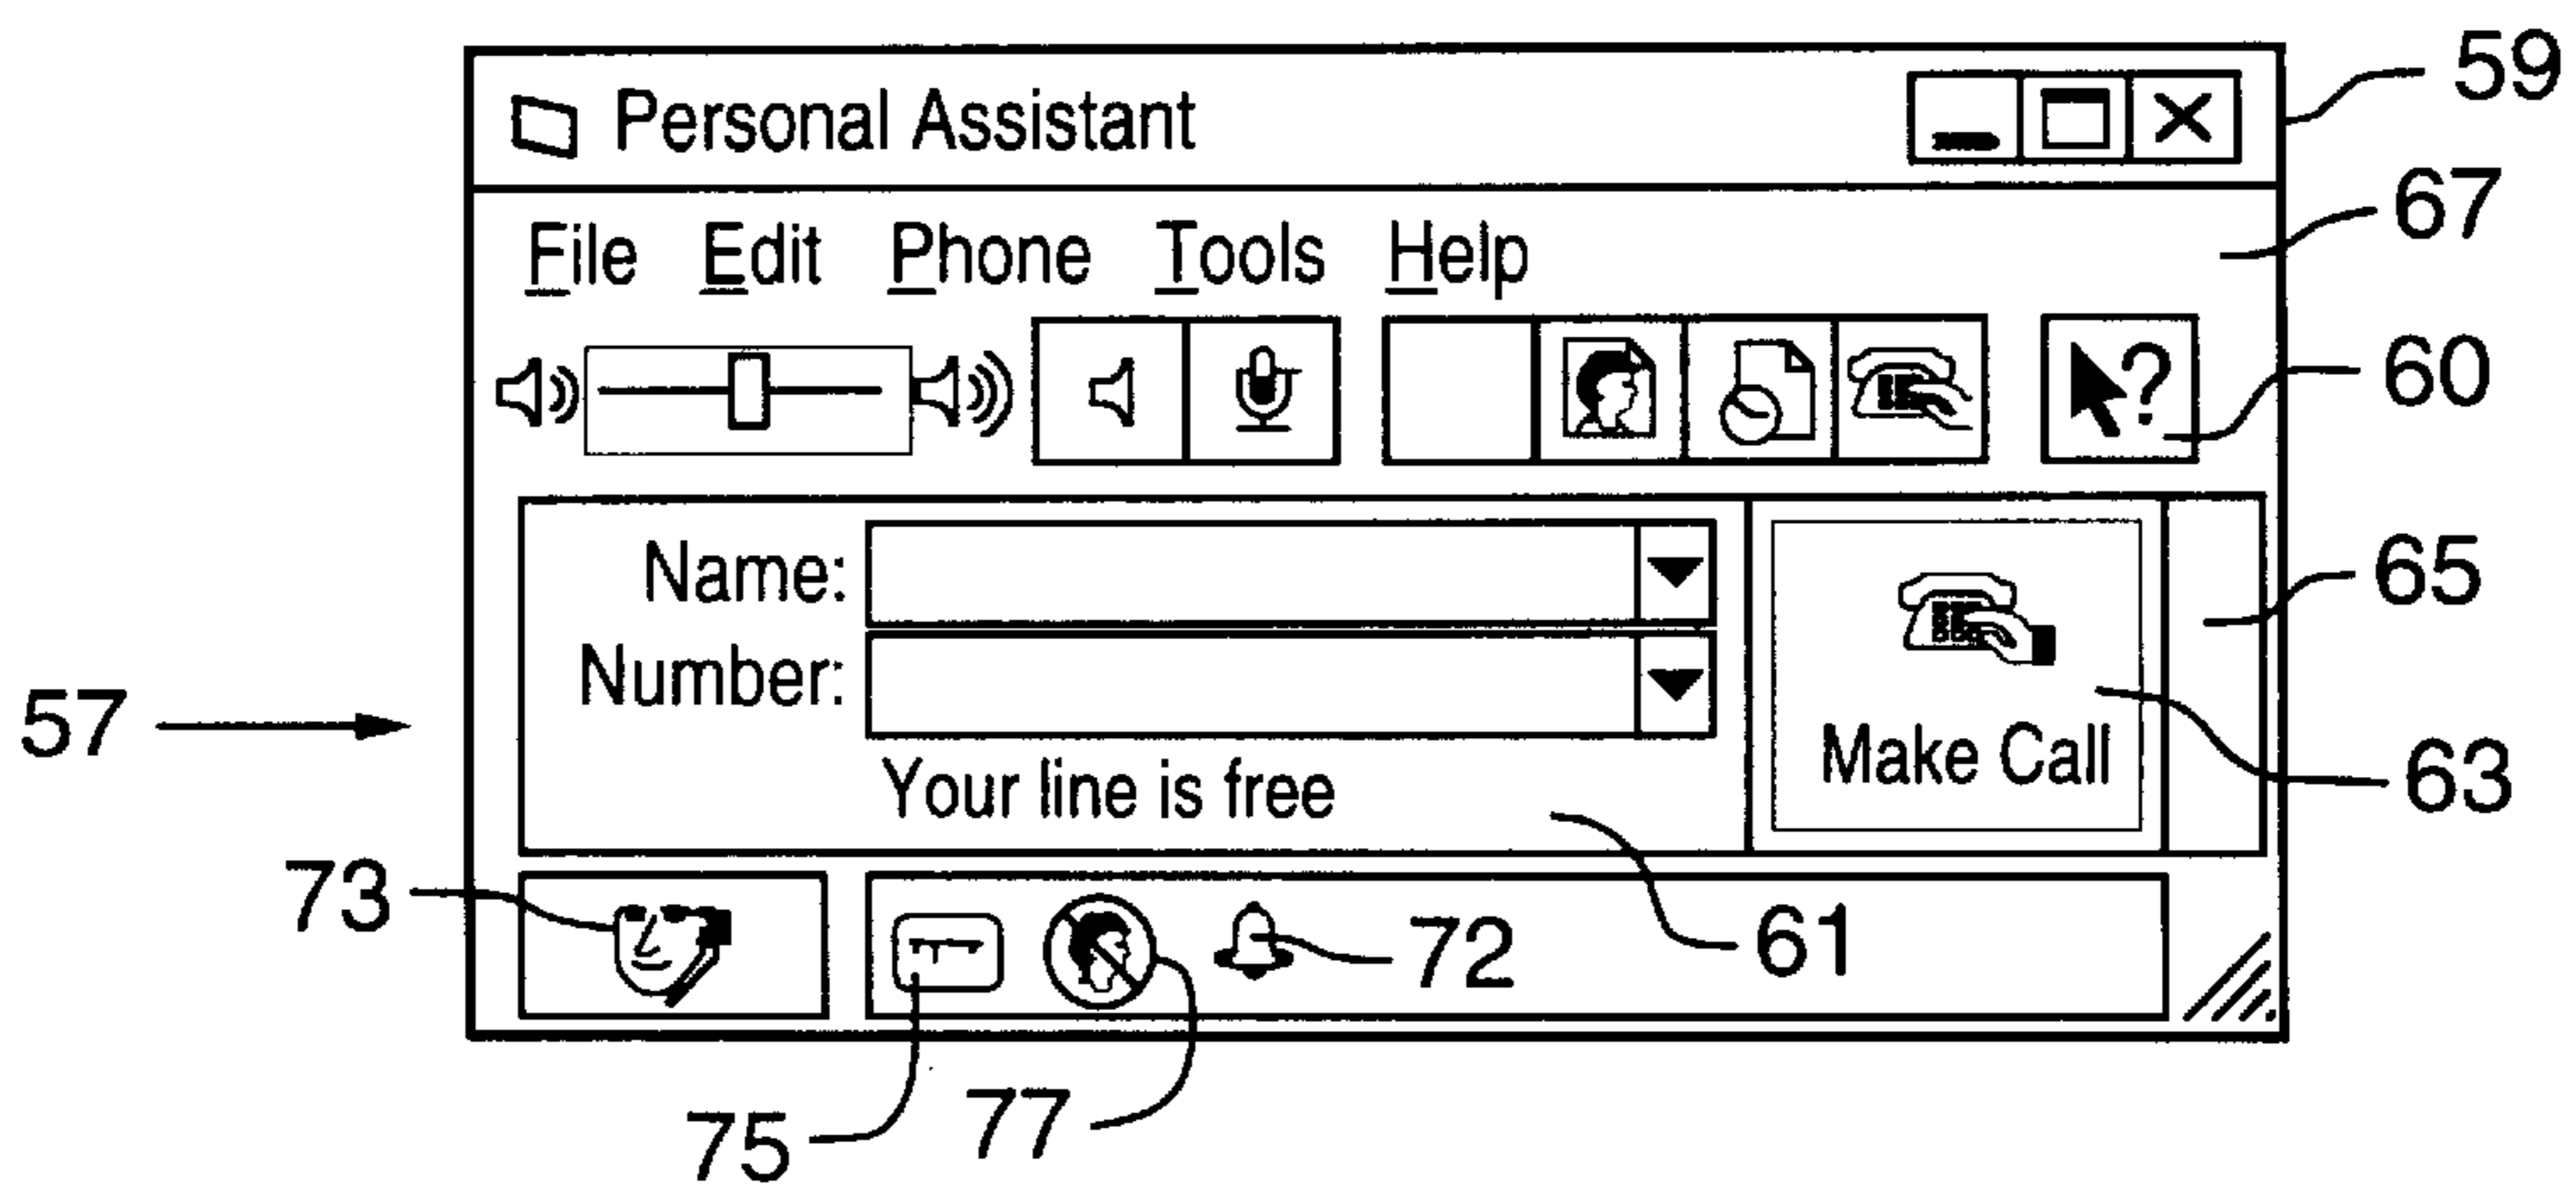 Personal Assistant
59
67
File Edit Phone Tools Help
?
60
Name:
65
Number:
57
Make Call
63
Your line is free
73
72
61
75
77